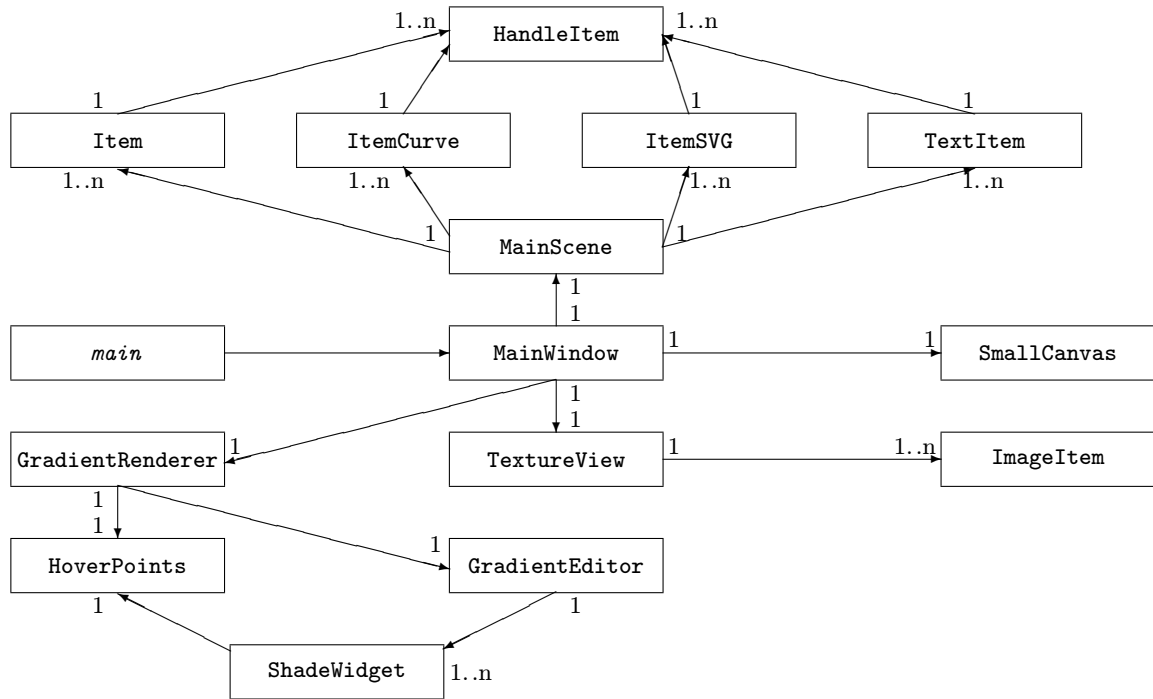 1..n HandleItem 1..n
1 1 1 1
Item ItemCurve ItemSVG TextItem
1..n 1..n 1..n 1..n
1 MainScene 1
1
1
main MainWindow 1 1 SmallCanvas
1
1 1
GradientRenderer TextureView 1 1..n ImageItem
1
1 1
HoverPoints GradientEditor
1 1
ShadeWidget 1..n